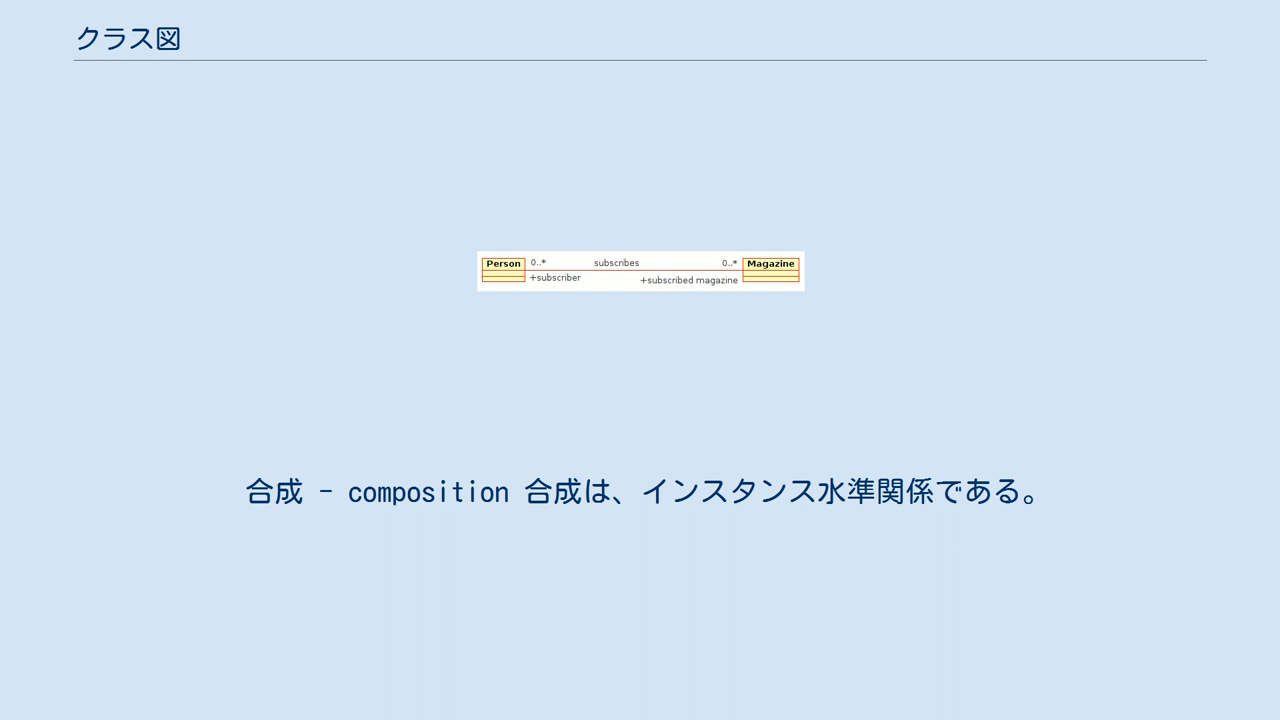 クラス図
Person 0..* subscribes 0..* Magazine
+subscriber +subscribed magazine
合成 - composition 合成は、インスタンス水準関係である。